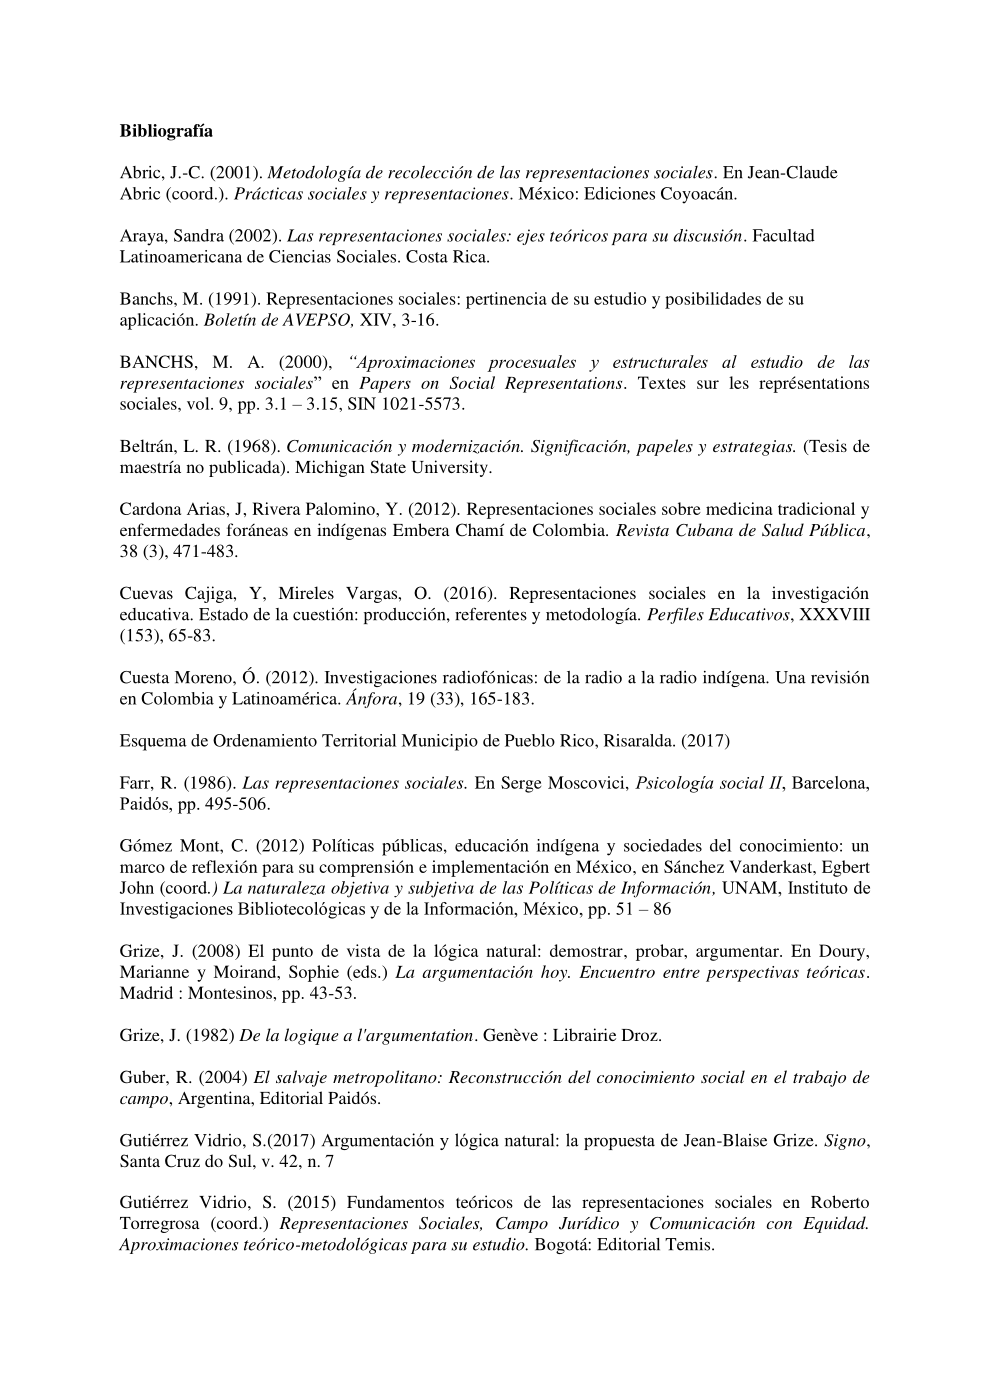 Bibliografía
Abric, J.-C. (2001). Metodología de recolección de las representaciones sociales. En Jean-Claude
Abric (coord.). Prácticas sociales y representaciones. México: Ediciones Coyoacán.
Araya, Sandra (2002). Las representaciones sociales: ejes teóricos para su discusión. Facultad
Latinoamericana de Ciencias Sociales. Costa Rica.
Banchs, M. (1991). Representaciones sociales: pertinencia de su estudio y posibilidades de su
aplicación. Boletín de AVEPSO, XIV, 3-16.
BANCHS, M. A. (2000), “Aproximaciones procesuales y estructurales al estudio de las
representaciones sociales” en Papers on Social Representations. Textes sur les représentations
sociales, vol. 9, pp. 3.1 – 3.15, SIN 1021-5573.
Beltrán, L. R. (1968). Comunicación y modernización. Significación, papeles y estrategias. (Tesis de
maestría no publicada). Michigan State University.
Cardona Arias, J, Rivera Palomino, Y. (2012). Representaciones sociales sobre medicina tradicional y
enfermedades foráneas en indígenas Embera Chamí de Colombia. Revista Cubana de Salud Pública,
38 (3), 471-483.
Cuevas Cajiga, Y, Mireles Vargas, O. (2016). Representaciones sociales en la investigación
educativa. Estado de la cuestión: producción, referentes y metodología. Perfiles Educativos, XXXVIII
(153), 65-83.
Cuesta Moreno, Ó. (2012). Investigaciones radiofónicas: de la radio a la radio indígena. Una revisión
en Colombia y Latinoamérica. Ánfora, 19 (33), 165-183.
Esquema de Ordenamiento Territorial Municipio de Pueblo Rico, Risaralda. (2017)
Farr, R. (1986). Las representaciones sociales. En Serge Moscovici, Psicología social II, Barcelona,
Paidós, pp. 495-506.
Gómez Mont, C. (2012) Políticas públicas, educación indígena y sociedades del conocimiento: un
marco de reflexión para su comprensión e implementación en México, en Sánchez Vanderkast, Egbert
John (coord.) La naturaleza objetiva y subjetiva de las Políticas de Información, UNAM, Instituto de
Investigaciones Bibliotecológicas y de la Información, México, pp. 51 – 86
Grize, J. (2008) El punto de vista de la lógica natural: demostrar, probar, argumentar. En Doury,
Marianne y Moirand, Sophie (eds.) La argumentación hoy. Encuentro entre perspectivas teóricas.
Madrid : Montesinos, pp. 43-53.
Grize, J. (1982) De la logique a l'argumentation. Genève : Librairie Droz.
Guber, R. (2004) El salvaje metropolitano: Reconstrucción del conocimiento social en el trabajo de
campo, Argentina, Editorial Paidós.
Gutiérrez Vidrio, S.(2017) Argumentación y lógica natural: la propuesta de Jean-Blaise Grize. Signo,
Santa Cruz do Sul, v. 42, n. 7
Gutiérrez Vidrio, S. (2015) Fundamentos teóricos de las representaciones sociales en Roberto
Torregrosa (coord.) Representaciones Sociales, Campo Jurídico y Comunicación con Equidad.
Aproximaciones teórico-metodológicas para su estudio. Bogotá: Editorial Temis.